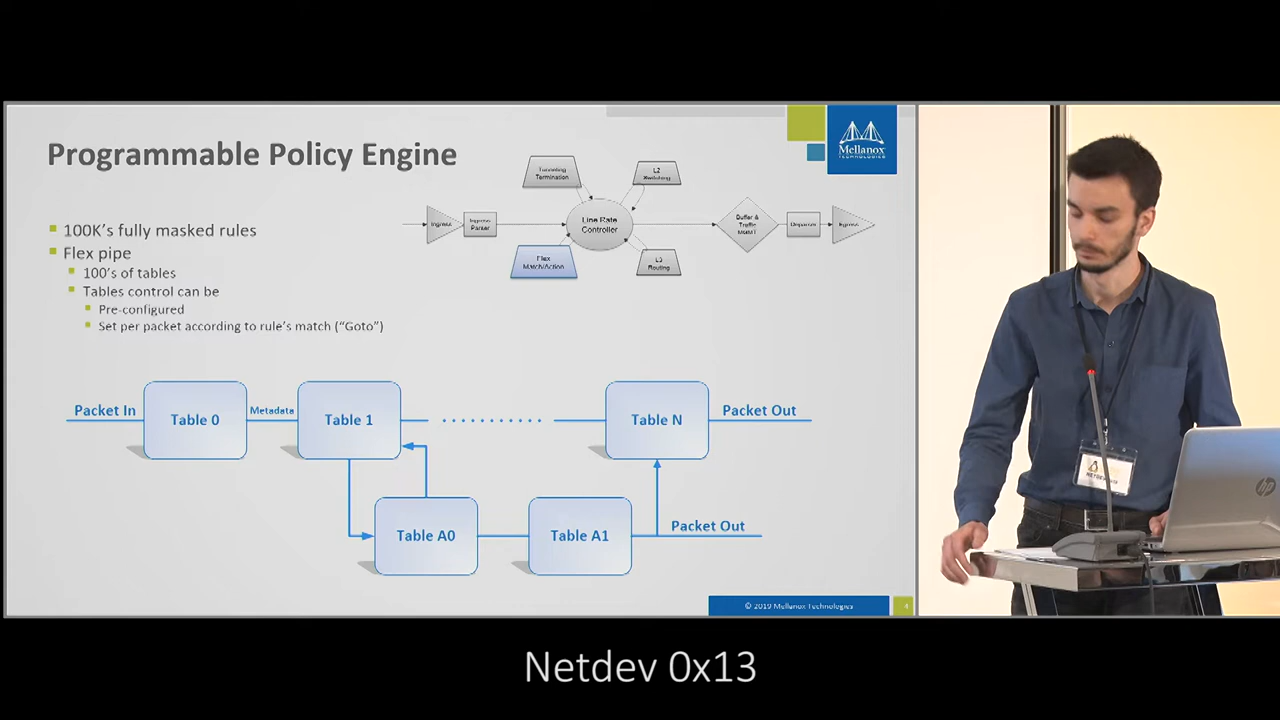 Programmable Policy Engine
100K's fully masked rules
Flex pipe
100's of tables
Tables control can be
Pre-configured
Set per packet according to rule's match ("Goto")
Tunneling
Termination
L2
Switching
Ingress
Ingress
Parser
Line Rate
Controller
Buffer &
Traffic
MGMT
Deparser
Egress
Flex
Match/Action
L3
Routing
Mellanox
TECHNOLOGIES
Packet In
Table 0
Metadata
Table 1
Table N
Packet Out
Table A0
Table A1
Packet Out
© 2019 Mellanox Technologies
4
hp
Netdev 0x13